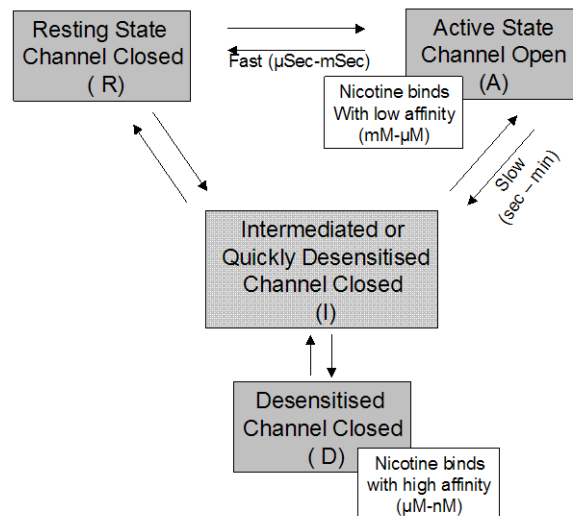 Resting State
Channel Closed
( R)
Fast (µSec-mSec)
Active State
Channel Open
(A)
Nicotine binds
With low affinity
(mM-µM)
Slow
(sec – min)
Intermediated or
Quickly Desensitised
Channel Closed
(I)
Desensitised
Channel Closed
( D)
Nicotine binds
with high affinity
(µM-nM)